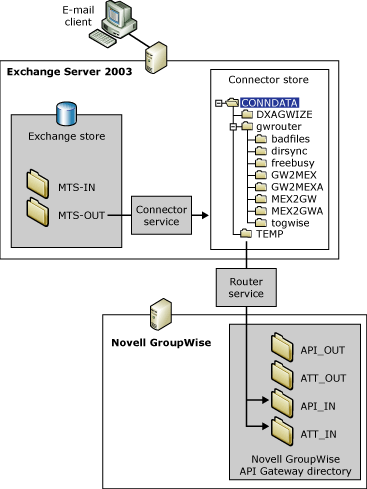 E-mail
client
Exchange Server 2003
Connector store
CONNDATA
DXAGWIZE
gwrouter
badfiles
dirsync
freebusy
GW2MEX
GW2MEXA
MEX2GW
MEX2GWA
togwise
TEMP
Exchange store
MTS-IN
MTS-OUT
Connector
service
Router
service
Novell GroupWise
API_OUT
ATT_OUT
API_IN
ATT_IN
Novell GroupWise
API Gateway directory